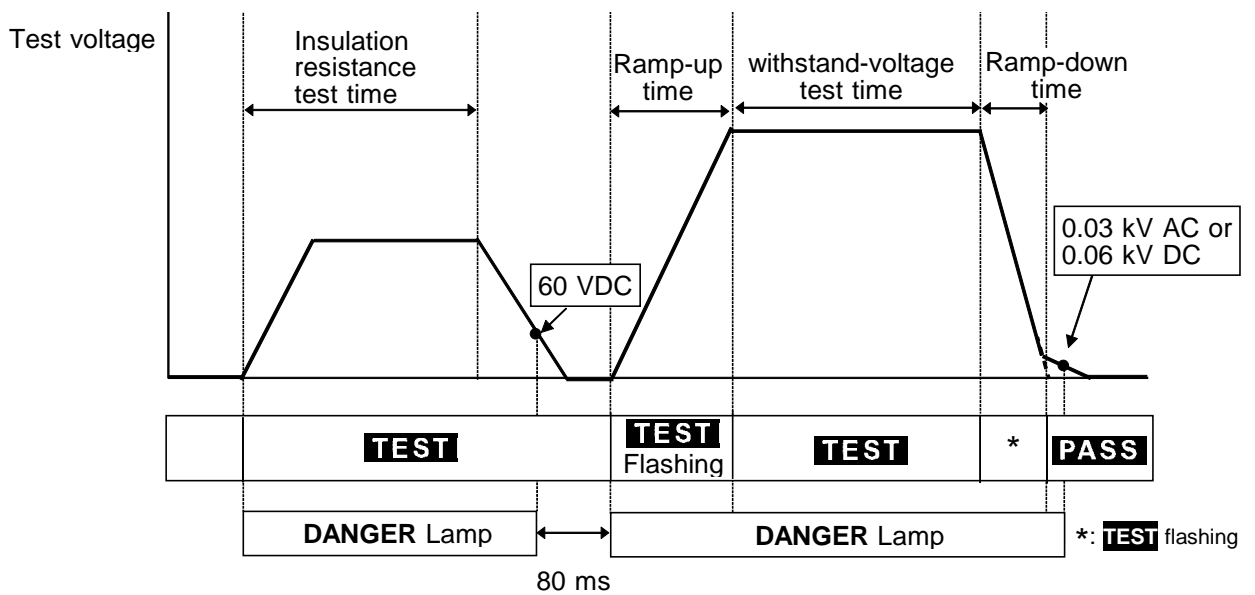 Test voltage
Insulation
resistance
test time
Ramp-up
time
withstand-voltage
test time
Ramp-down
time
60 VDC
0.03 kV AC or
0.06 kV DC
TEST
TEST
Flashing
TEST
*
PASS
DANGER Lamp
DANGER Lamp
*: TEST flashing
80 ms